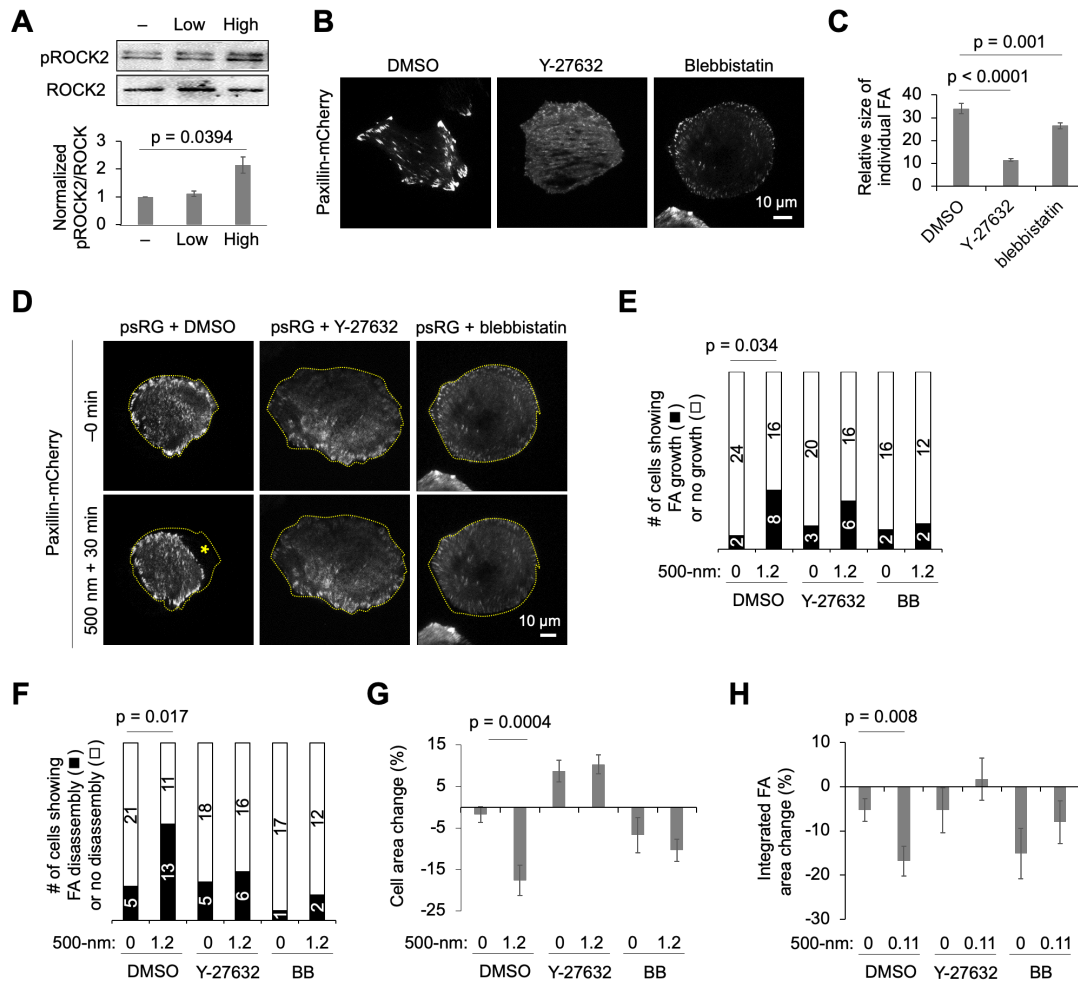 A
– Low High
pROCK2
ROCK2
p = 0.0394
Normalized
pROCK2/ROCK
3
2
1
0
– Low High
B
DMSO Y-27632 Blebbistatin
Paxillin-mCherry
10 µm
C
p = 0.001
p < 0.0001
Relative size of
individual FA
40
30
20
10
0
DMSO
Y-27632
blebbistatin
D
psRG + DMSO psRG + Y-27632 psRG + blebbistatin
Paxillin-mCherry
–0 min
500 nm + 30 min
*
10 µm
E
p = 0.034
# of cells showing
FA growth (■)
or no growth (□)
24 16 20 16 16 12
2 8 3 6 2 2
500-nm: 0 1.2 0 1.2 0 1.2
DMSO Y-27632 BB
F
p = 0.017
# of cells showing
FA disassembly (■)
or no disassembly (□)
21 11 18 16 17 12
5 13 5 6 1 2
500-nm: 0 1.2 0 1.2 0 1.2
DMSO Y-27632 BB
G
p = 0.0004
Cell area change (%)
15
5
-5
-15
-25
0 1.2 0 1.2 0 1.2
DMSO Y-27632 BB
H
p = 0.008
Integrated FA
area change (%)
10
0
-10
-20
-30
500-nm: 0 0.11 0 0.11 0 0.11
DMSO Y-27632 BB